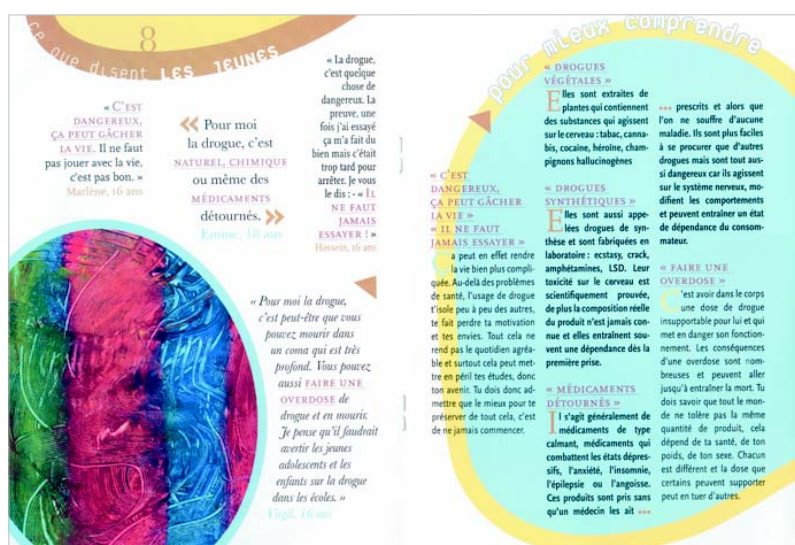 8
ce que disent LES JEUNES
« C'EST
DANGEREUX,
ÇA PEUT GÂCHER
LA VIE. Il ne faut
pas jouer avec la vie,
c'est pas bon. »
Marlène, 16 ans
« Pour moi
la drogue, c'est
NATUREL, CHIMIQUE
ou même des
MÉDICAMENTS
détournés. »
Emine, 18 ans
« La drogue,
c'est quelque
chose de
dangereux. La
preuve, une
fois j'ai essayé
ça m'a fait du
bien mais c'était
trop tard pour
arrêter. Je vous
le dis : - « IL
NE FAUT
JAMAIS
ESSAYER ! »
Hossein, 16 ans
« Pour moi la drogue,
c'est peut-être que vous
pouvez mourir dans
un coma qui est très
profond. Vous pouvez
aussi FAIRE UNE
OVERDOSE de
drogue et en mourir.
Je pense qu'il faudrait
avertir les jeunes
adolescents et les
enfants sur la drogue
dans les écoles. »
Virgil, 16 ans
pour mieux comprendre
« C'EST
DANGEREUX,
ÇA PEUT GÂCHER
LA VIE »
« IL NE FAUT
JAMAIS ESSAYER »
Ça peut en effet rendre
la vie bien plus compli-
quée. Au-delà des problèmes
de santé, l'usage de drogue
t'isole peu à peu des autres,
te fait perdre ta motivation
et tes envies. Tout cela ne
rend pas le quotidien agréa-
ble et surtout cela peut met-
tre en péril tes études, donc
ton avenir. Tu dois donc ad-
mettre que le mieux pour te
préserver de tout cela, c'est
de ne jamais commencer.
« DROGUES
VÉGÉTALES »
Elles sont extraites de
plantes qui contiennent
des substances qui agissent
sur le cerveau : tabac, canna-
bis, cocaïne, héroïne, cham-
pignons hallucinogènes
« DROGUES
SYNTHÉTIQUES »
Elles sont aussi appe-
lées drogues de syn-
thèse et sont fabriquées en
laboratoire : ecstasy, crack,
amphétamines, LSD. Leur
toxicité sur le cerveau est
scientifiquement prouvée,
de plus la composition réelle
du produit n'est jamais con-
nue et elles entraînent sou-
vent une dépendance dès la
première prise.
« MÉDICAMENTS
DÉTOURNÉS »
Il s'agit généralement de
médicaments de type
calmant, médicaments qui
combattent les états dépres-
sifs, l'anxiété, l'insomnie,
l'épilepsie ou l'angoisse.
Ces produits sont pris sans
qu'un médecin les ait •••
••• prescrits et alors que
l'on ne souffre d'aucune
maladie. Ils sont plus faciles
à se procurer que d'autres
drogues mais sont tout aus-
si dangereux car ils agissent
sur le système nerveux, mo-
difient les comportements
et peuvent entraîner un état
de dépendance du consom-
mateur.
« FAIRE UNE
OVERDOSE »
C'est avoir dans le corps
une dose de drogue
insupportable pour lui et qui
met en danger son fonction-
nement. Les conséquences
d'une overdose sont nom-
breuses et peuvent aller
jusqu'à entraîner la mort. Tu
dois savoir que tout le mon-
de ne tolère pas la même
quantité de produit, cela
dépend de ta santé, de ton
poids, de ton sexe. Chacun
est différent et la dose que
certains peuvent supporter
peut en tuer d'autres.